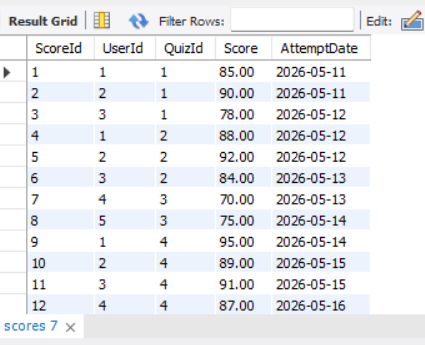 Result Grid Filter Rows: Edit:
ScoreId UserId QuizId Score AttemptDate
1 1 1 85.00 2026-05-11
2 2 1 90.00 2026-05-11
3 3 1 78.00 2026-05-12
4 1 2 88.00 2026-05-12
5 2 2 92.00 2026-05-12
6 3 2 84.00 2026-05-13
7 4 3 70.00 2026-05-13
8 5 3 75.00 2026-05-14
9 1 4 95.00 2026-05-14
10 2 4 89.00 2026-05-15
11 3 4 91.00 2026-05-15
12 4 4 87.00 2026-05-16
scores 7